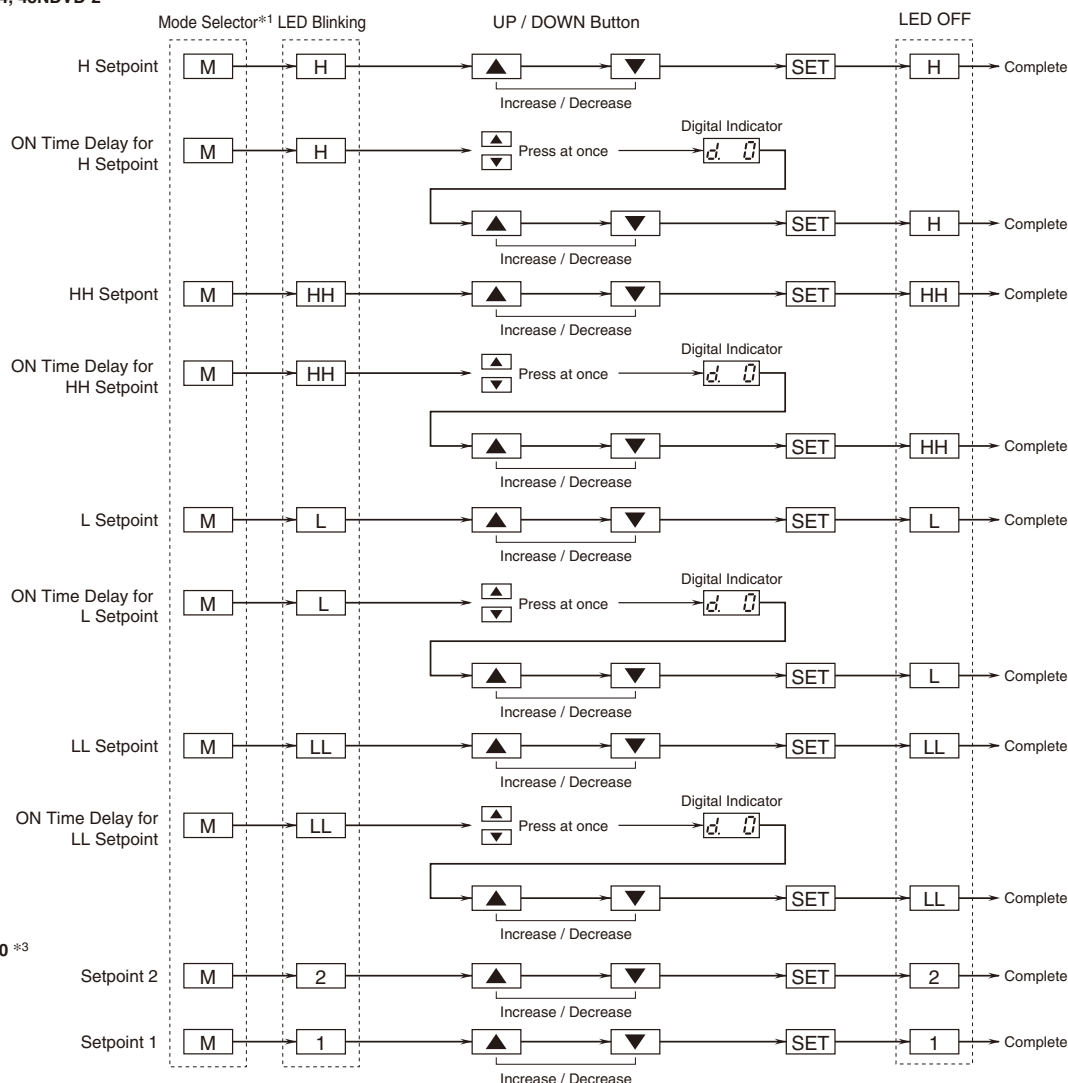 Mode Selector*1 LED Blinking UP / DOWN Button LED OFF
H Setpoint M H ▲ ▼ SET H Complete
Increase / Decrease
ON Time Delay for
H Setpoint
M H ▲ ▼ Press at once
Digital Indicator
d. 0
▲ ▼ SET H Complete
Increase / Decrease
HH Setpont M HH ▲ ▼ SET HH Complete
Increase / Decrease
ON Time Delay for
HH Setpoint
M HH ▲ ▼ Press at once
Digital Indicator
d. 0
▲ ▼ SET HH Complete
Increase / Decrease
L Setpoint M L ▲ ▼ SET L Complete
Increase / Decrease
ON Time Delay for
L Setpoint
M L ▲ ▼ Press at once
Digital Indicator
d. 0
▲ ▼ SET L Complete
Increase / Decrease
LL Setpoint M LL ▲ ▼ SET LL Complete
Increase / Decrease
ON Time Delay for
LL Setpoint
M LL ▲ ▼ Press at once
Digital Indicator
d. 0
▲ ▼ SET LL Complete
Increase / Decrease
0 *3
Setpoint 2 M 2 ▲ ▼ SET 2 Complete
Increase / Decrease
Setpoint 1 M 1 ▲ ▼ SET 1 Complete
Increase / Decrease